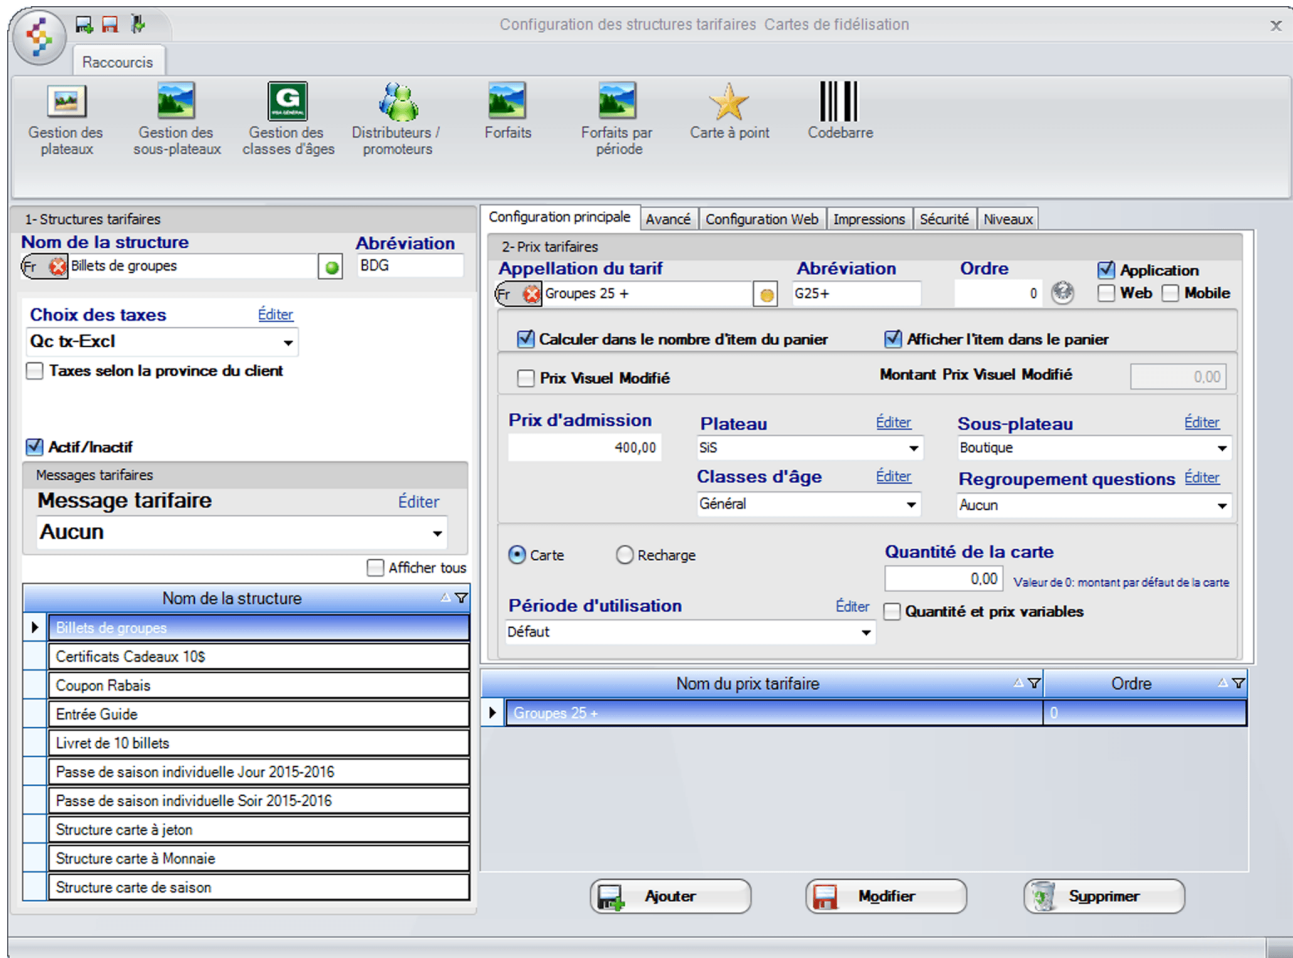 Configuration des structures tarifaires  Cartes de fidélisation
x
Raccourcis
Gestion des plateaux
Gestion des sous-plateaux
G
Gestion des classes d'âges
Distributeurs / promoteurs
Forfaits
Forfaits par période
Carte à point
Codebarre
1- Structures tarifaires
Nom de la structure
Abréviation
Fr
Billets de groupes
BDG
Choix des taxes
Éditer
Qc tx-Excl
Taxes selon la province du client
Actif/Inactif
Messages tarifaires
Message tarifaire
Éditer
Aucun
Afficher tous
Nom de la structure
Billets de groupes
Certificats Cadeaux 10$
Coupon Rabais
Entrée Guide
Livret de 10 billets
Passe de saison individuelle Jour 2015-2016
Passe de saison individuelle Soir 2015-2016
Structure carte à jeton
Structure carte à Monnaie
Structure carte de saison
Configuration principale
Avancé
Configuration Web
Impressions
Sécurité
Niveaux
2- Prix tarifaires
Appellation du tarif
Abréviation
Ordre
Application
Fr
Groupes 25 +
G25+
0
Web
Mobile
Calculer dans le nombre d'item du panier
Afficher l'item dans le panier
Prix Visuel Modifié
Montant Prix Visuel Modifié
0,00
Prix d'admission
400,00
Plateau
Éditer
SiS
Sous-plateau
Éditer
Boutique
Classes d'âge
Éditer
Général
Regroupement questions
Éditer
Aucun
Carte
Recharge
Quantité de la carte
0,00
Valeur de 0: montant par défaut de la carte
Période d'utilisation
Éditer
Défaut
Quantité et prix variables
Nom du prix tarifaire
Ordre
Groupes 25 +
0
Ajouter
Modifier
Supprimer